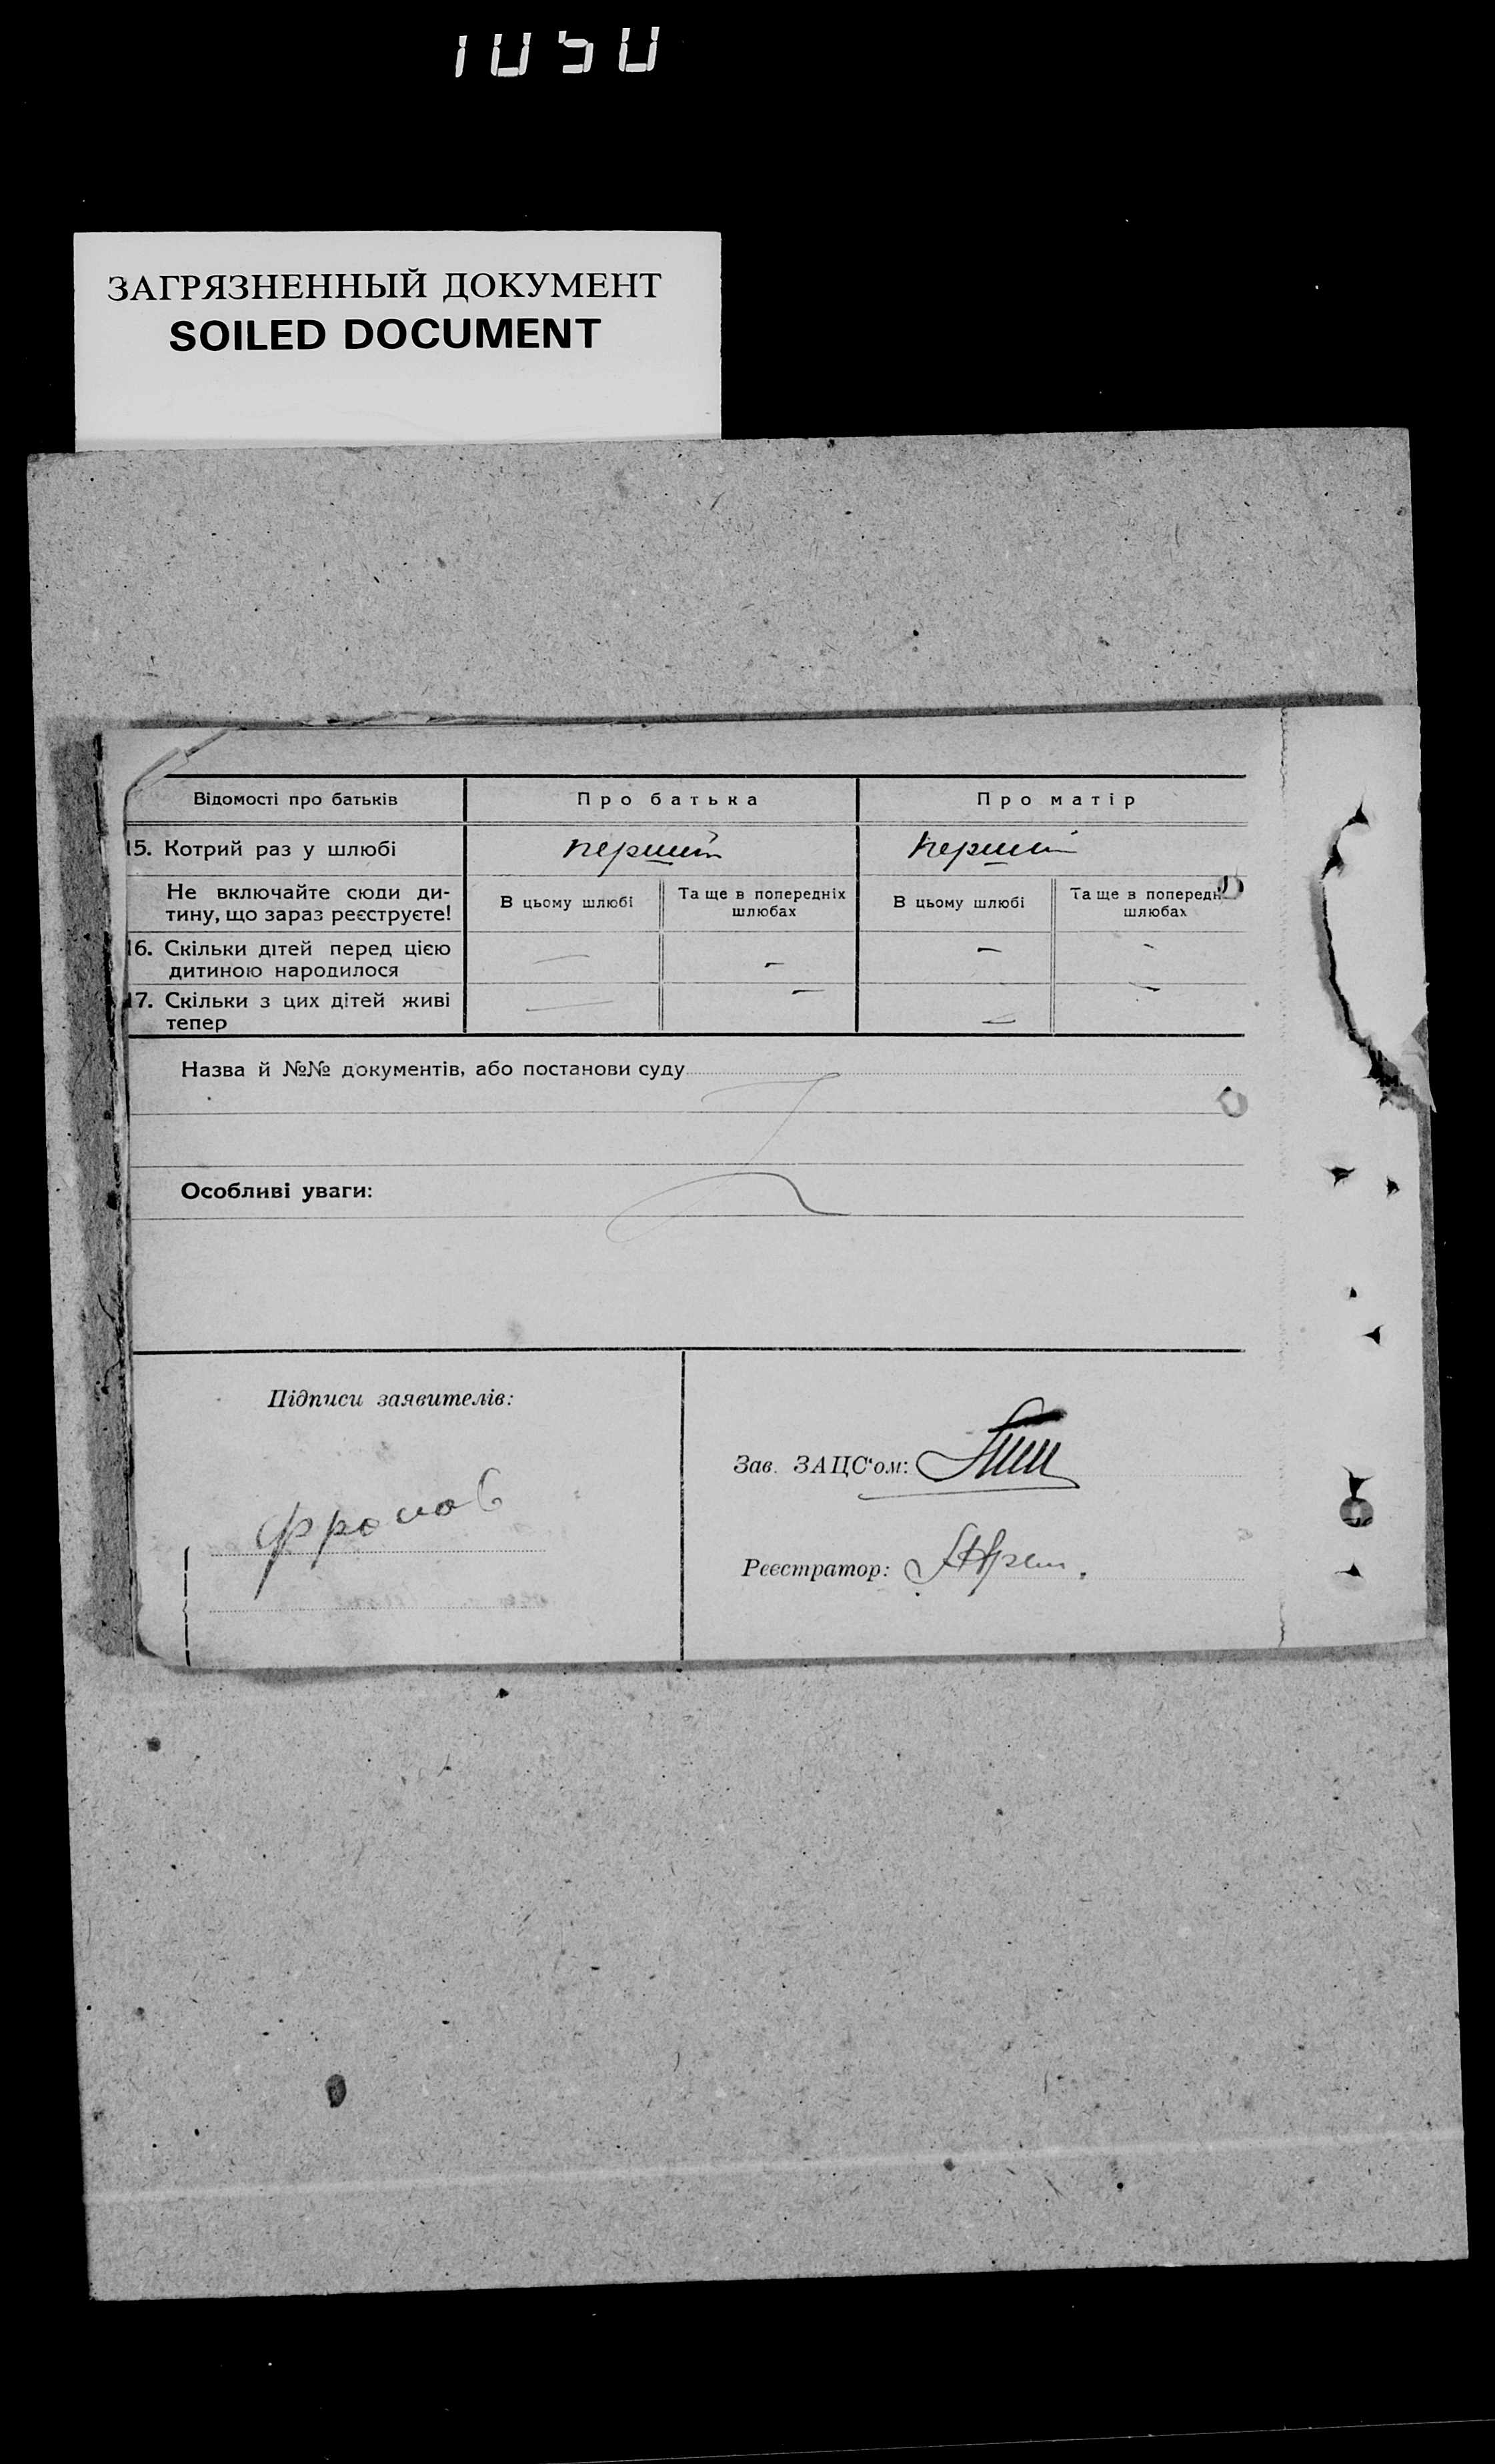 1050
ЗАГРЯЗНЕННЫЙ ДОКУМЕНТ
SOILED DOCUMENT
Відомості про батьків
Про батька
Про матір
15. Котрий раз у шлюбі
перший
перший
Не включайте сюди ди-
тину, що зараз реєструєте!
В цьому шлюбі
Та ще в попередніх
шлюбах
В цьому шлюбі
Та ще в попередн
шлюбах
16. Скільки дітей перед цією
дитиною народилося
—
—
—
—
17. Скільки з цих дітей живі
тепер
—
—
—
—
Назва й №№ документів, або постанови суду
Особливі уваги:
Підписи заявителів:
Зав. ЗАЦС'ом:
Реєстратор: